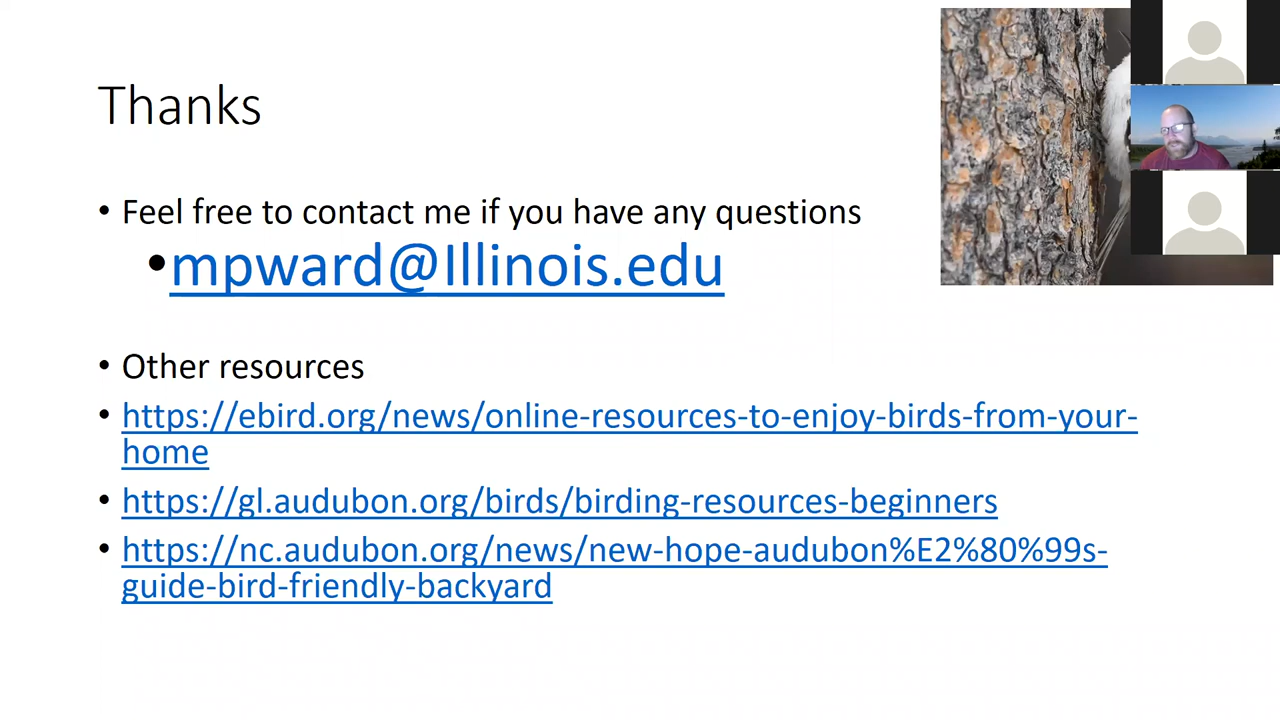 Thanks
• Feel free to contact me if you have any questions
• mpward@Illinois.edu
• Other resources
• https://ebird.org/news/online-resources-to-enjoy-birds-from-your-
home
• https://gl.audubon.org/birds/birding-resources-beginners
• https://nc.audubon.org/news/new-hope-audubon%E2%80%99s-
guide-bird-friendly-backyard